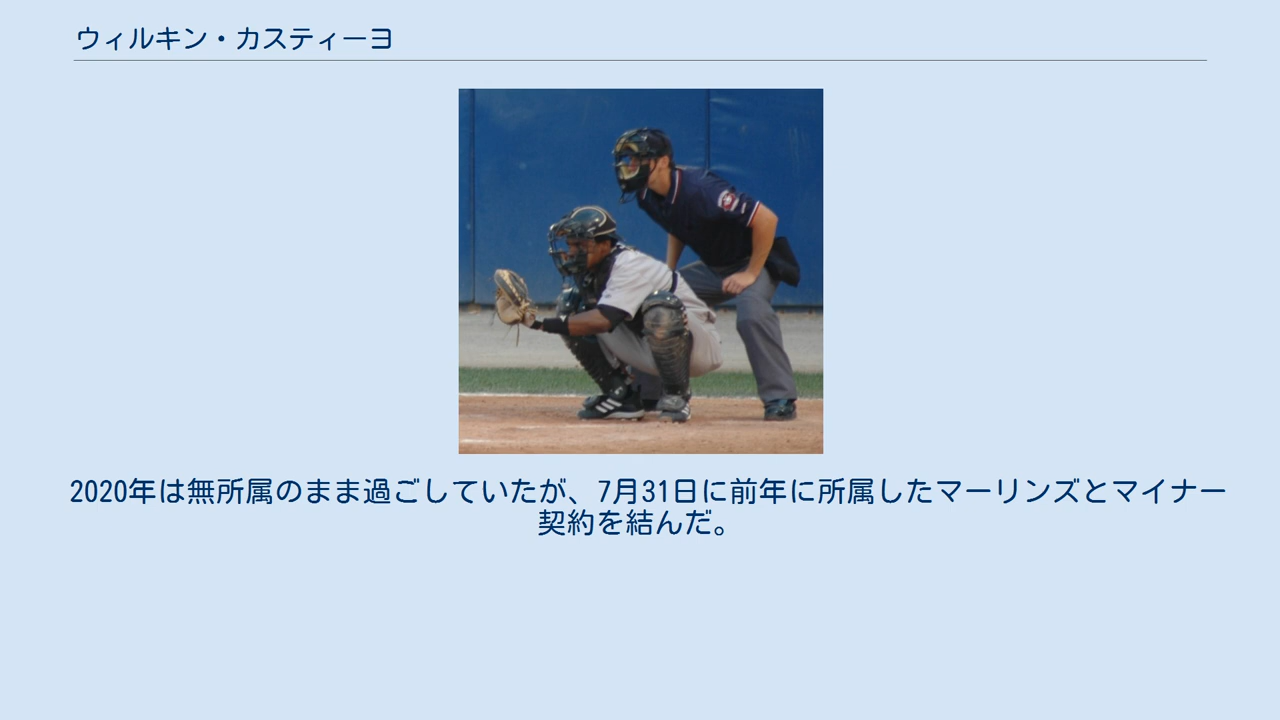 ウィルキン・カスティーヨ
2020年は無所属のまま過ごしていたが、7月31日に前年に所属したマーリンズとマイナー
契約を結んだ。